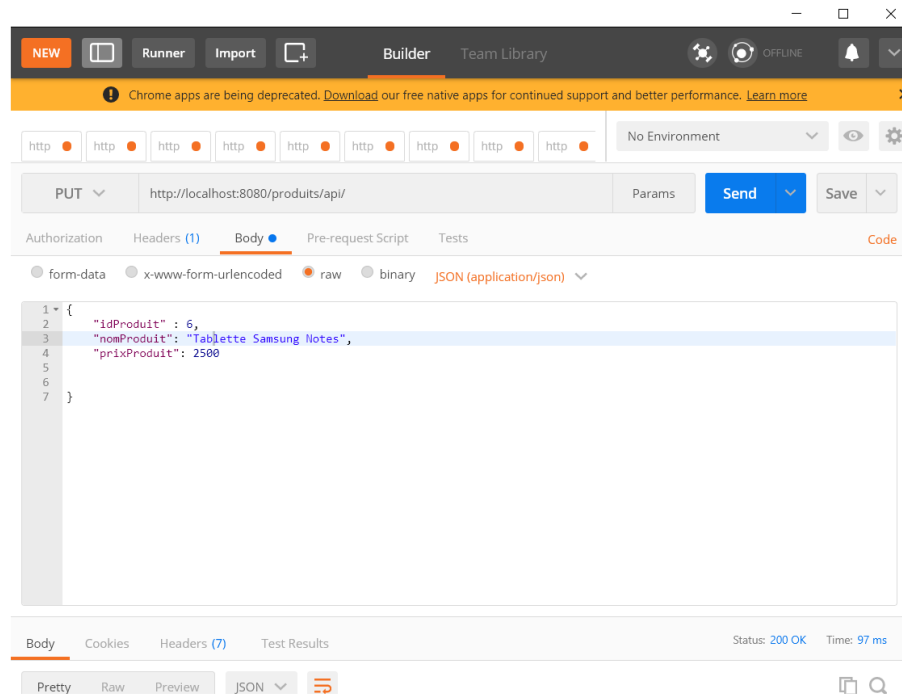 NEW Runner Import Builder Team Library OFFLINE
Chrome apps are being deprecated. Download our free native apps for continued support and better performance. Learn more
http http http http http http http http http No Environment
PUT http://localhost:8080/produits/api/ Params Send Save
Authorization Headers (1) Body Pre-request Script Tests Code
form-data x-www-form-urlencoded raw binary JSON (application/json)
1 {
2 "idProduit" : 6,
3 "nomProduit": "Tablette Samsung Notes",
4 "prixProduit": 2500
5
6
7 }
Body Cookies Headers (7) Test Results Status: 200 OK Time: 97 ms
Pretty Raw Preview JSON